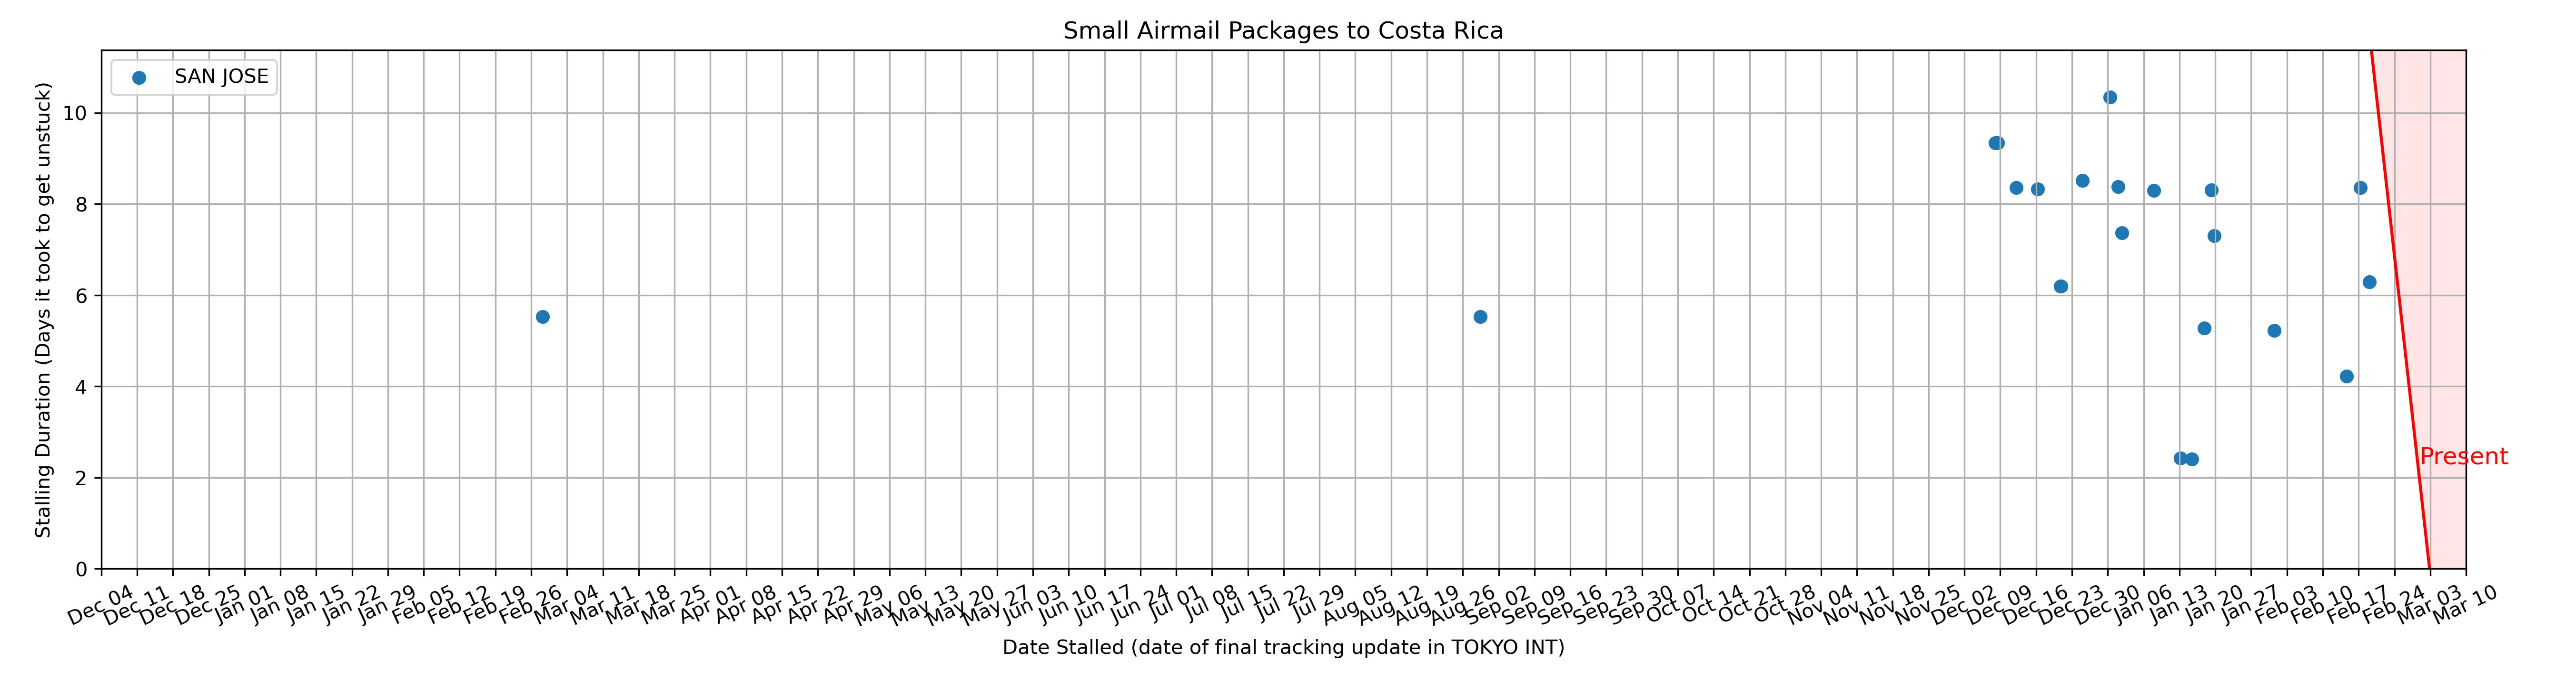 Small Airmail Packages to Costa Rica
SAN JOSE
Stalling Duration (Days it took to get unstuck)
10
8
6
4
2
0
Present
Dec 04
Dec 11
Dec 18
Dec 25
Jan 01
Jan 08
Jan 15
Jan 22
Jan 29
Feb 05
Feb 12
Feb 19
Feb 26
Mar 04
Mar 11
Mar 18
Mar 25
Apr 01
Apr 08
Apr 15
Apr 22
Apr 29
May 06
May 13
May 20
May 27
Jun 03
Jun 10
Jun 17
Jun 24
Jul 01
Jul 08
Jul 15
Jul 22
Jul 29
Aug 05
Aug 12
Aug 19
Aug 26
Sep 02
Sep 09
Sep 16
Sep 23
Sep 30
Oct 07
Oct 14
Oct 21
Oct 28
Nov 04
Nov 11
Nov 18
Nov 25
Dec 02
Dec 09
Dec 16
Dec 23
Dec 30
Jan 06
Jan 13
Jan 20
Jan 27
Feb 03
Feb 10
Feb 17
Feb 24
Mar 03
Mar 10
Date Stalled (date of final tracking update in TOKYO INT)